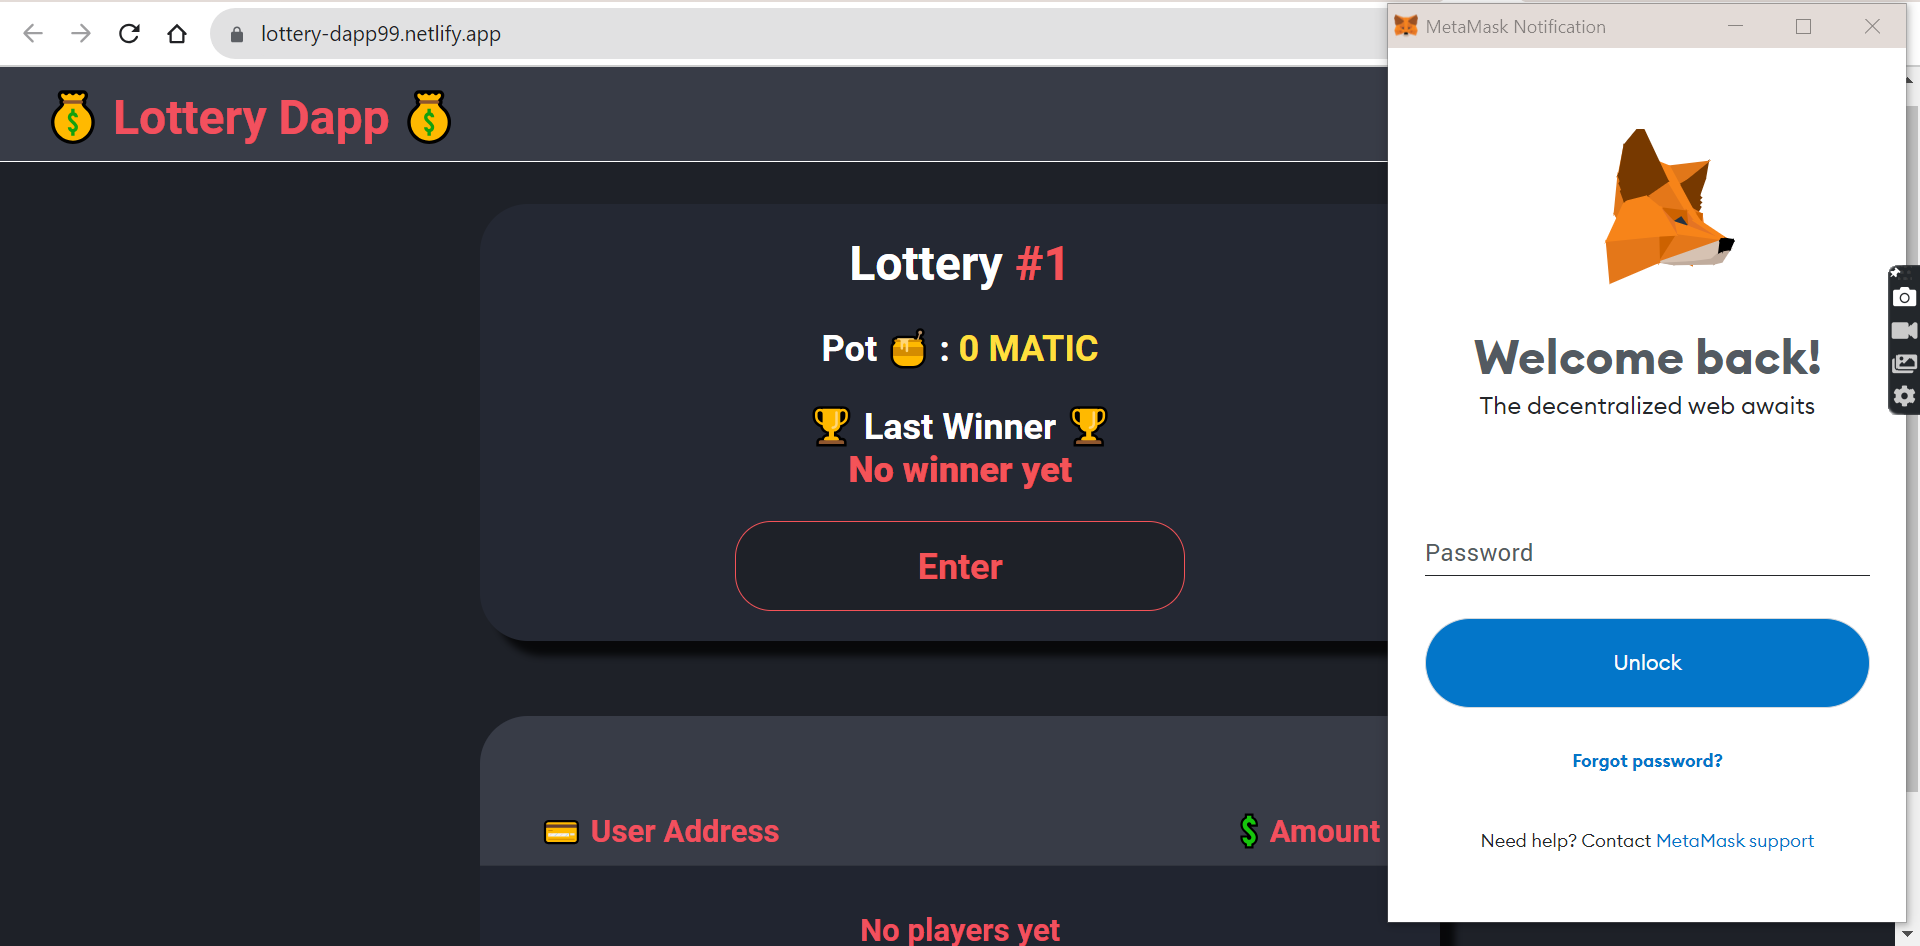 lottery-dapp99.netlify.app
Lottery Dapp
Lottery #1
Pot : 0 MATIC
Last Winner
No winner yet
Enter
User Address
Amount
No players yet
MetaMask Notification
Welcome back!
The decentralized web awaits
Password
Unlock
Forgot password?
Need help? Contact MetaMask support